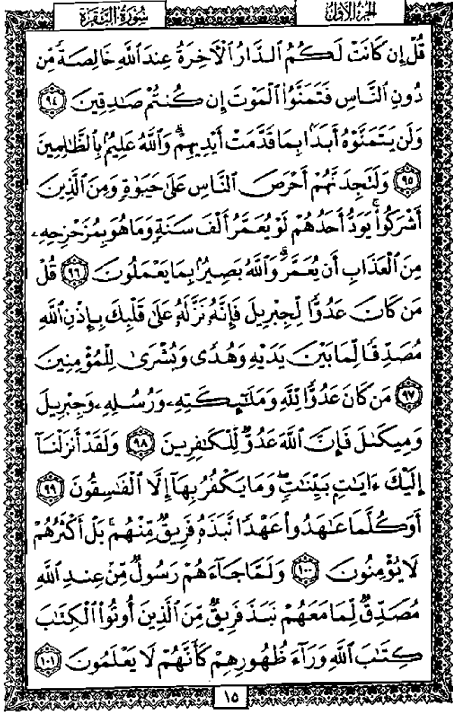 سُورَةُ البَقَرَةِ
الجُزءُ الأوَّلُ
قُلْ إِن كَانَتْ لَكُمُ ٱلدَّارُ ٱلْأَخِرَةُ عِندَ ٱللَّهِ خَالِصَةً مِّن
دُونِ ٱلنَّاسِ فَتَمَنَّوُا۟ ٱلْمَوْتَ إِن كُنتُمْ صَٰدِقِينَ ٩٤
وَلَن يَتَمَنَّوْهُ أَبَدًۢا بِمَا قَدَّمَتْ أَيْدِيهِمْ ۗ وَٱللَّهُ عَلِيمٌۢ بِٱلظَّٰلِمِينَ
٩٥ وَلَتَجِدَنَّهُمْ أَحْرَصَ ٱلنَّاسِ عَلَىٰ حَيَوٰةٍ وَمِنَ ٱلَّذِينَ
أَشْرَكُوا۟ ۚ يَوَدُّ أَحَدُهُمْ لَوْ يُعَمَّرُ أَلْفَ سَنَةٍ وَمَا هُوَ بِمُزَحْزِحِهِۦ
مِنَ ٱلْعَذَابِ أَن يُعَمَّرَ ۗ وَٱللَّهُ بَصِيرٌۢ بِمَا يَعْمَلُونَ ٩٦ قُلْ
مَن كَانَ عَدُوًّا لِّجِبْرِيلَ فَإِنَّهُۥ نَزَّلَهُۥ عَلَىٰ قَلْبِكَ بِإِذْنِ ٱللَّهِ
مُصَدِّقًا لِّمَا بَيْنَ يَدَيْهِ وَهُدًى وَبُشْرَىٰ لِلْمُؤْمِنِينَ
٩٧ مَن كَانَ عَدُوًّا لِّلَّهِ وَمَلَٰٓئِكَتِهِۦ وَرُسُلِهِۦ وَجِبْرِيلَ
وَمِيكَىٰلَ فَإِنَّ ٱللَّهَ عَدُوٌّ لِّلْكَٰفِرِينَ ٩٨ وَلَقَدْ أَنزَلْنَآ
إِلَيْكَ ءَايَٰتٍۭ بَيِّنَٰتٍ ۖ وَمَا يَكْفُرُ بِهَآ إِلَّا ٱلْفَٰسِقُونَ ٩٩
أَوَكُلَّمَا عَٰهَدُوا۟ عَهْدًا نَّبَذَهُۥ فَرِيقٌ مِّنْهُم ۚ بَلْ أَكْثَرُهُمْ
لَا يُؤْمِنُونَ ١٠٠ وَلَمَّا جَآءَهُمْ رَسُولٌ مِّنْ عِندِ ٱللَّهِ
مُصَدِّقٌ لِّمَا مَعَهُمْ نَبَذَ فَرِيقٌ مِّنَ ٱلَّذِينَ أُوتُوا۟ ٱلْكِتَٰبَ
كِتَٰبَ ٱللَّهِ وَرَآءَ ظُهُورِهِمْ كَأَنَّهُمْ لَا يَعْلَمُونَ ١٠١
١٥